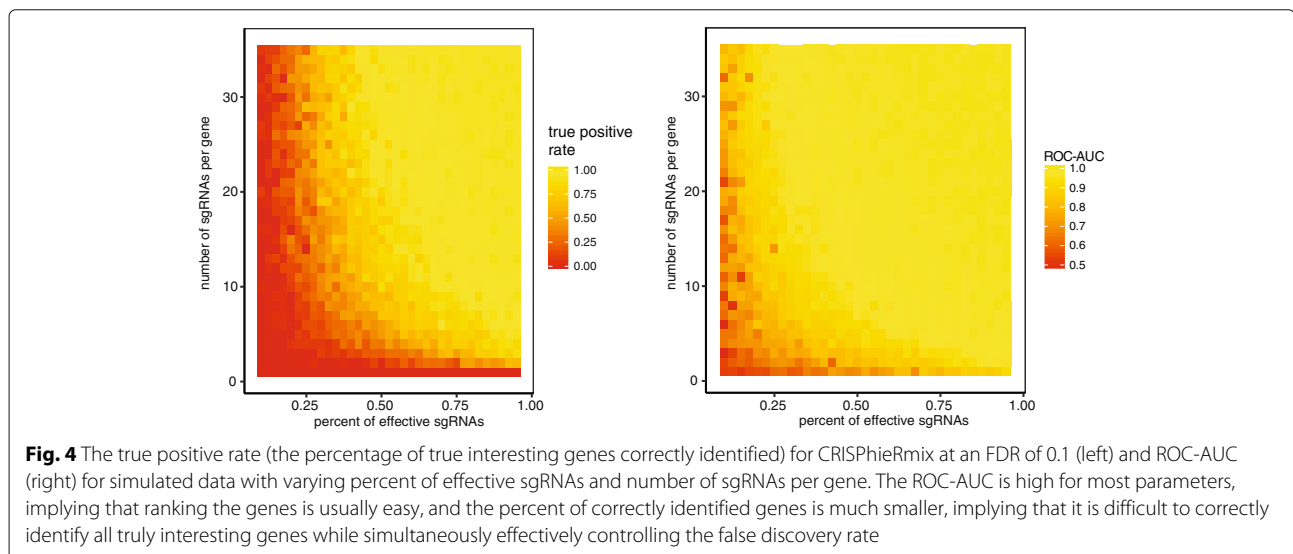 number of sgRNAs per gene
30
20
10
0
0.25 0.50 0.75 1.00
percent of effective sgRNAs
true positive
rate
1.00
0.75
0.50
0.25
0.00
number of sgRNAs per gene
30
20
10
0
0.25 0.50 0.75 1.00
percent of effective sgRNAs
ROC-AUC
1.0
0.9
0.8
0.7
0.6
0.5
Fig. 4 The true positive rate (the percentage of true interesting genes correctly identified) for CRISPhieRmix at an FDR of 0.1 (left) and ROC-AUC
(right) for simulated data with varying percent of effective sgRNAs and number of sgRNAs per gene. The ROC-AUC is high for most parameters,
implying that ranking the genes is usually easy, and the percent of correctly identified genes is much smaller, implying that it is difficult to correctly
identify all truly interesting genes while simultaneously effectively controlling the false discovery rate